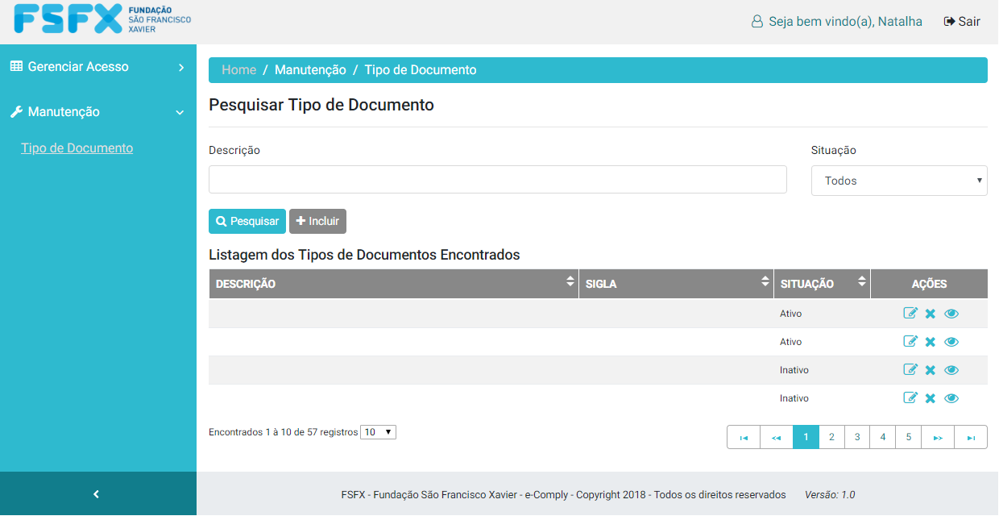 FSFX
FUNDAÇÃO
SÃO FRANCISCO
XAVIER
Seja bem vindo(a), Natalha
Sair
Gerenciar Acesso
Manutenção
Tipo de Documento
Home / Manutenção / Tipo de Documento
Pesquisar Tipo de Documento
Descrição
Situação
Todos
Pesquisar
Incluir
Listagem dos Tipos de Documentos Encontrados
DESCRIÇÃO SIGLA SITUAÇÃO AÇÕES
Ativo
Ativo
Inativo
Inativo
Encontrados 1 à 10 de 57 registros 10
1 2 3 4 5
FSFX - Fundação São Francisco Xavier - e-Comply - Copyright 2018 - Todos os direitos reservados Versão: 1.0